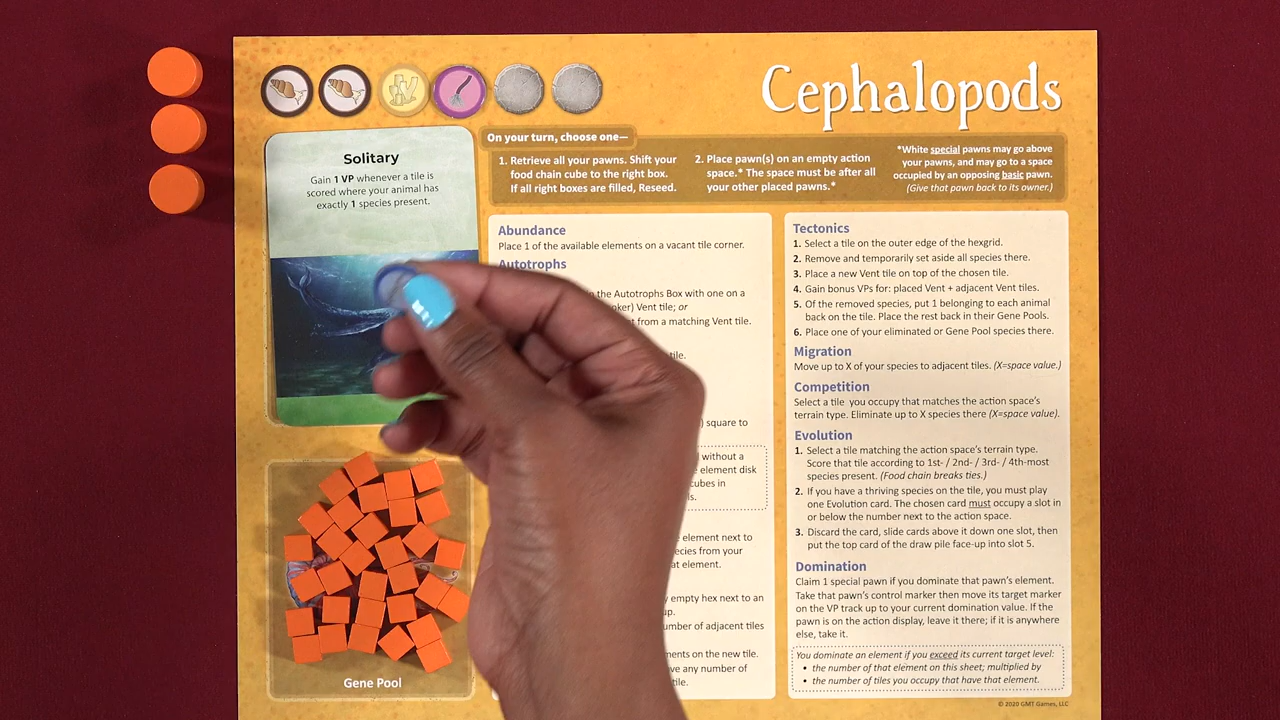 Cephalopods
On your turn, choose one—
1. Retrieve all your pawns. Shift your
food chain cube to the right box.
If all right boxes are filled, Reseed.
2. Place pawn(s) on an empty action
space.* The space must be after all
your other placed pawns.*
*White special pawns may go above
your pawns, and may go to a space
occupied by an opposing basic pawn.
(Give that pawn back to its owner.)
Solitary
Gain 1 VP whenever a tile is
scored where your animal has
exactly 1 species present.
Gene Pool
Abundance
Place 1 of the available elements on a vacant tile corner.
Autotrophs
n the Autotrophs Box with one on a
oker) Vent tile; or
t from a matching Vent tile.
tile.
) square to
without a
element disk
cubes in
ls.
e element next to
ecies from your
at element.
y empty hex next to an
up.
umber of adjacent tiles
ments on the new tile.
ve any number of
tile.
Tectonics
1. Select a tile on the outer edge of the hexgrid.
2. Remove and temporarily set aside all species there.
3. Place a new Vent tile on top of the chosen tile.
4. Gain bonus VPs for: placed Vent + adjacent Vent tiles.
5. Of the removed species, put 1 belonging to each animal
back on the tile. Place the rest back in their Gene Pools.
6. Place one of your eliminated or Gene Pool species there.
Migration
Move up to X of your species to adjacent tiles. (X=space value.)
Competition
Select a tile you occupy that matches the action space's
terrain type. Eliminate up to X species there (X=space value).
Evolution
1. Select a tile matching the action space's terrain type.
Score that tile according to 1st- / 2nd- / 3rd- / 4th-most
species present. (Food chain breaks ties.)
2. If you have a thriving species on the tile, you must play
one Evolution card. The chosen card must occupy a slot in
or below the number next to the action space.
3. Discard the card, slide cards above it down one slot, then
put the top card of the draw pile face-up into slot 5.
Domination
Claim 1 special pawn if you dominate that pawn's element.
Take that pawn's control marker then move its target marker
on the VP track up to your current domination value. If the
pawn is on the action display, leave it there; if it is anywhere
else, take it.
You dominate an element if you exceed its current target level:
• the number of that element on this sheet; multiplied by
• the number of tiles you occupy that have that element.
© 2020 GMT Games, LLC